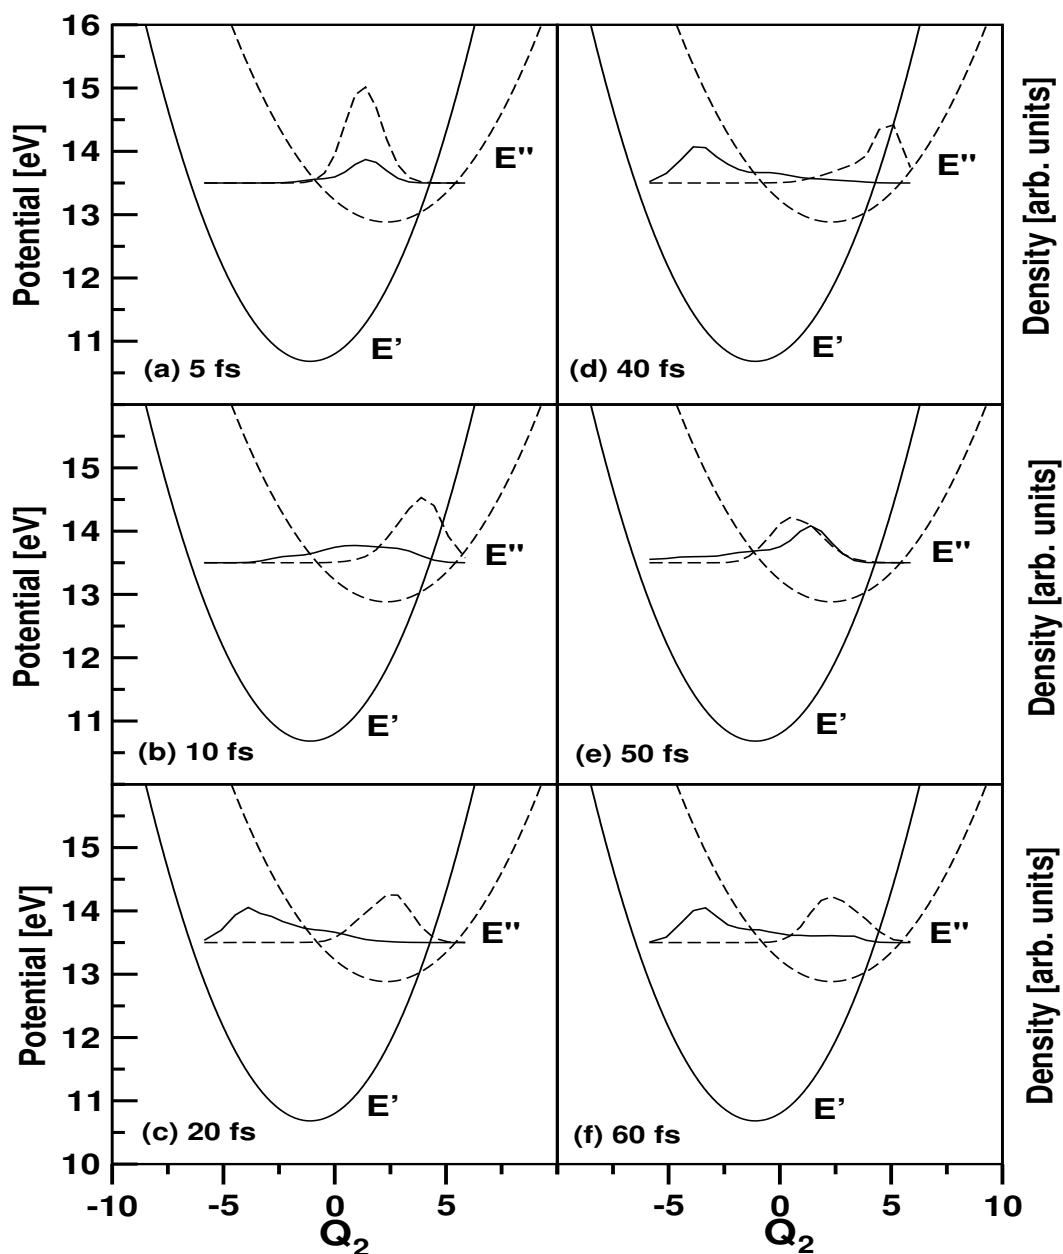 16
15
14
13
12
11
Potential [eV]
E''
E'
(a) 5 fs
E''
E'
(d) 40 fs
Density [arb. units]
15
14
13
12
11
Potential [eV]
E''
E’
(b) 10 fs
E''
E’
(e) 50 fs
Density [arb. units]
15
14
13
12
11
10
Potential [eV]
E''
E'
(c) 20 fs
E''
E'
(f) 60 fs
Density [arb. units]
-10 -5 0 5 -5 0 5 10
Q2 Q2